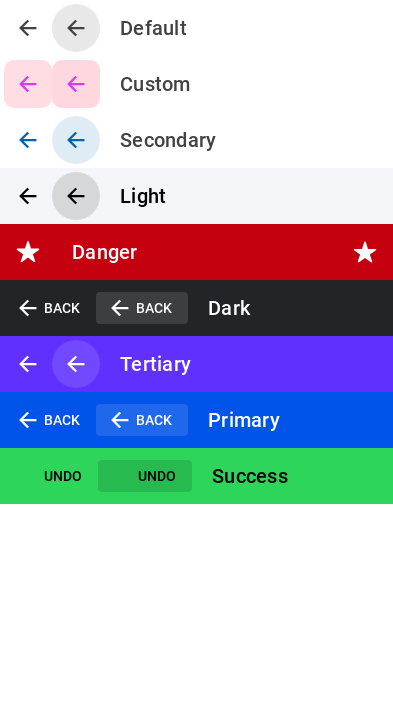 Default
Custom
Secondary
Light
Danger
BACK BACK Dark
Tertiary
BACK BACK Primary
UNDO UNDO Success